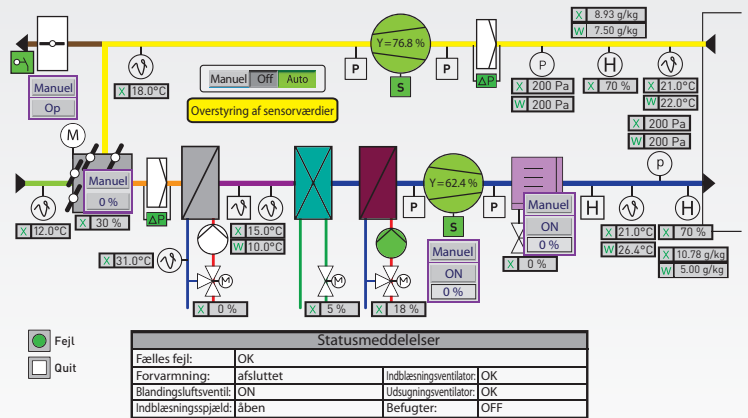 X 8.93 g/kg
W 7.50 g/kg
Y=76.8 %
Manuel
Op
X 18.0°C
Manuel Off Auto
P
S
P
ΔP
P
H
X 200 Pa
W 200 Pa
X 70 %
X 21.0°C
W 22.0°C
Overstyring af sensorværdier
X 200 Pa
W 200 Pa
M
Manuel
0 %
p
Y=62.4 %
Manuel
ON
0 %
X 12.0°C
X 30 %
ΔP
P
S
P
H
H
X 15.0°C
W 10.0°C
X 21.0°C
W 26.4°C
X 70 %
X 31.0°C
Manuel
ON
0 %
X 0 %
X 10.78 g/kg
W 5.00 g/kg
M
M
M
X 0 %
X 5 %
X 18 %
Fejl
Quit
Statusmeddelelser
Fælles fejl: OK
Forvarmning: afsluttet Indblæsningsventilator: OK
Blandingsluftsventil: ON Udsugningsventilator: OK
Indblæsningsspjæld: åben Befugter: OFF